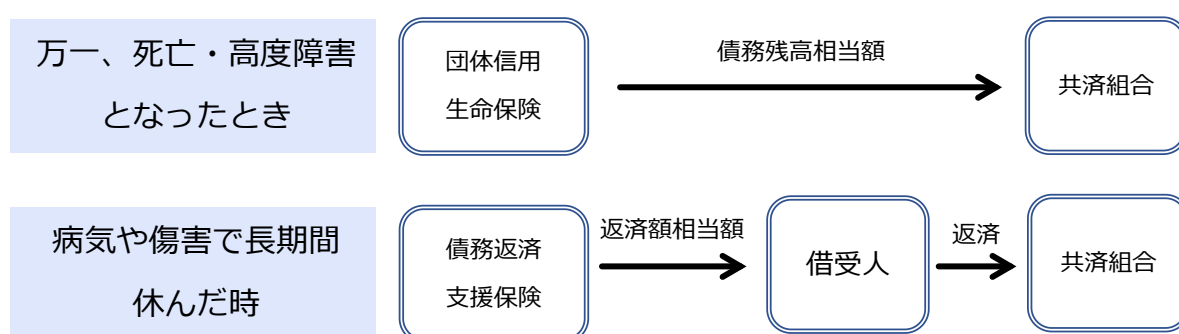 万一、死亡・高度障害
となったとき
団体信用
生命保険
債務残高相当額
共済組合
病気や傷害で長期間
休んだ時
債務返済
支援保険
返済額相当額
借受人
返済
共済組合